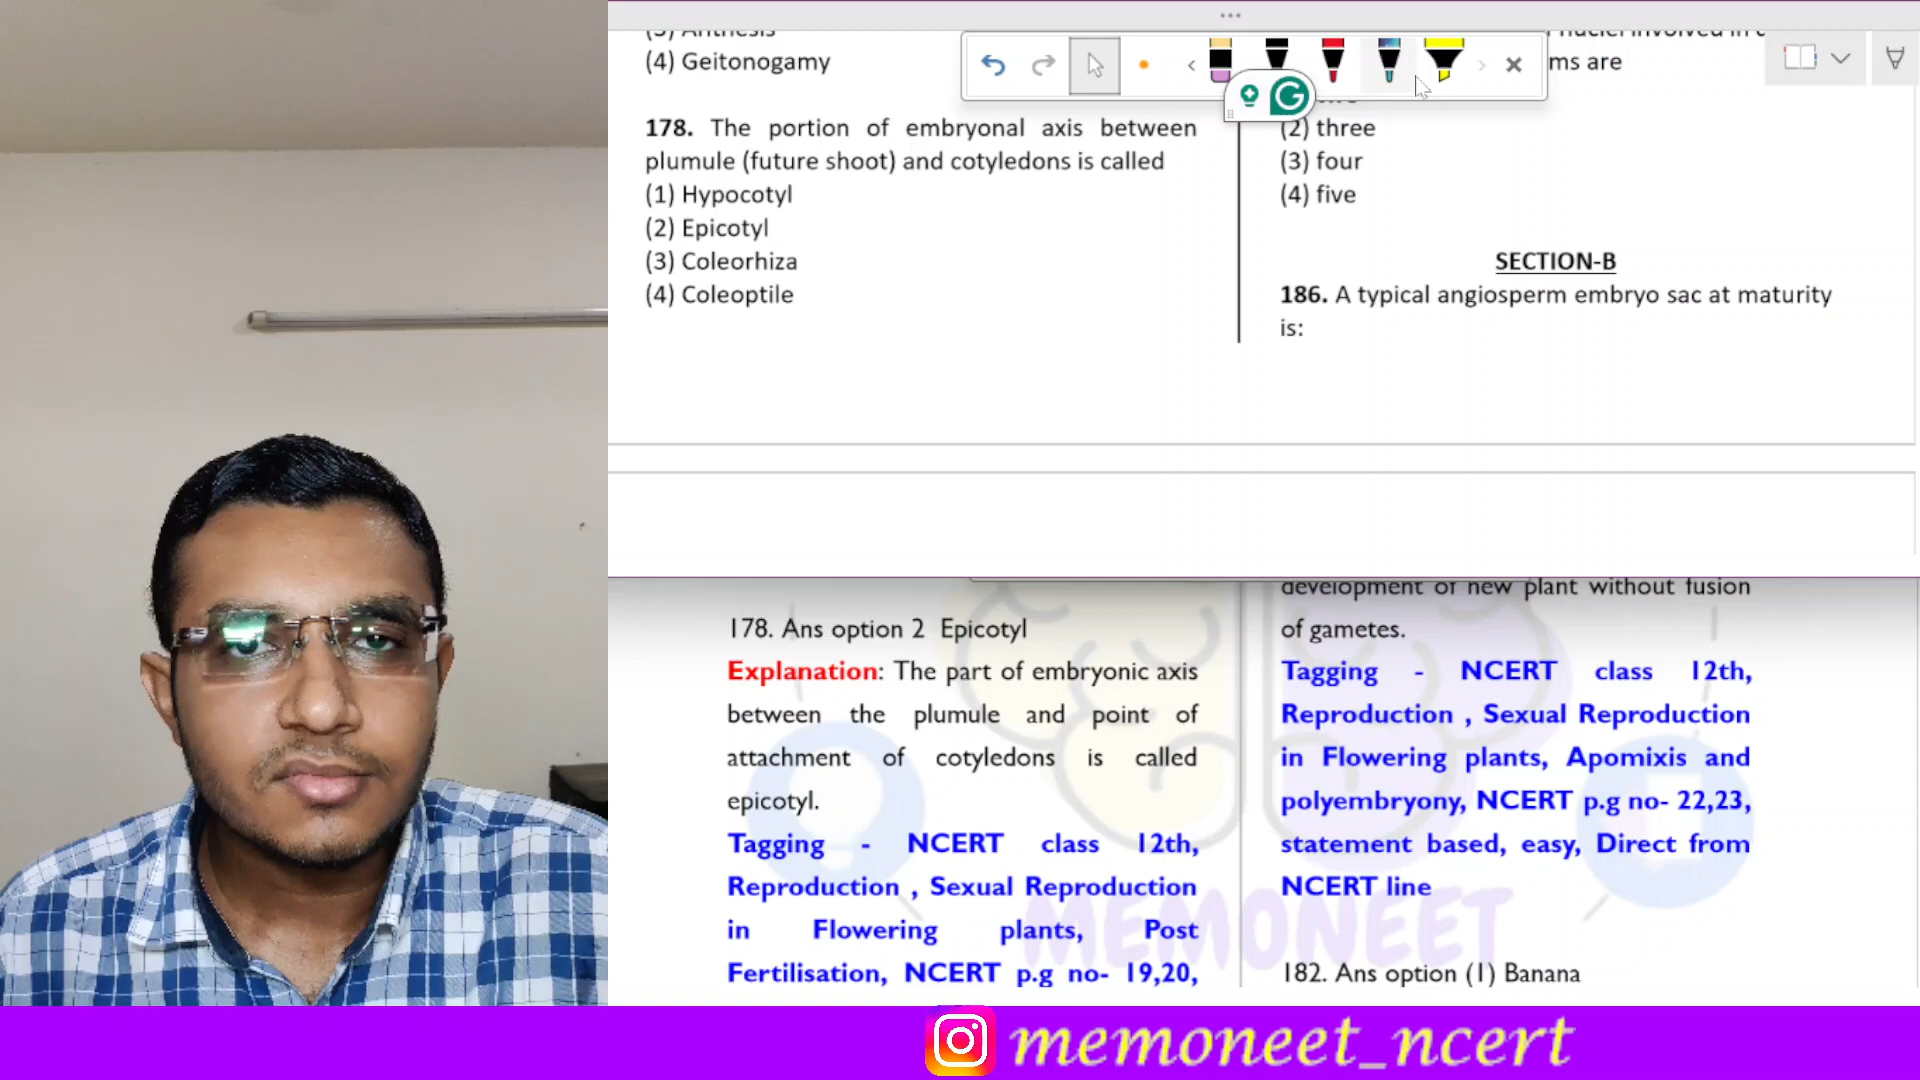 (3) Anthesis
(4) Geitonogamy
178. The portion of embryonal axis between
plumule (future shoot) and cotyledons is called
(1) Hypocotyl
(2) Epicotyl
(3) Coleorhiza
(4) Coleoptile
nuclei involved in
ms are
(2) three
(3) four
(4) five
SECTION-B
186. A typical angiosperm embryo sac at maturity
is:
178. Ans option 2 Epicotyl
Explanation: The part of embryonic axis
between the plumule and point of
attachment of cotyledons is called
epicotyl.
Tagging - NCERT class 12th,
Reproduction , Sexual Reproduction
in Flowering plants, Post
Fertilisation, NCERT p.g no- 19,20,
development of new plant without fusion
of gametes.
Tagging - NCERT class 12th,
Reproduction , Sexual Reproduction
in Flowering plants, Apomixis and
polyembryony, NCERT p.g no- 22,23,
statement based, easy, Direct from
NCERT line
182. Ans option (1) Banana
MEMONEET
memoneet_ncert